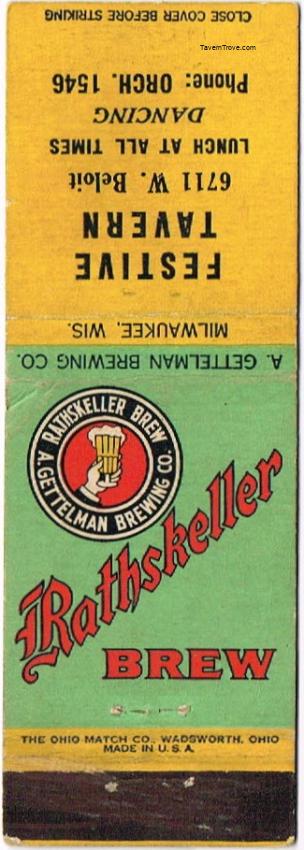 CLOSE COVER BEFORE STRIKING
TavernTrove.com
Phone: ORCH. 1546
DANCING
LUNCH AT ALL TIMES
6711 W. Beloit
TAVERN
FESTIVE
MILWAUKEE, WIS.
A. GETTELMAN BREWING CO.
RATHSKELLER BREW
A. GETTELMAN BREWING CO.
Rathskeller
BREW
THE OHIO MATCH CO., WADSWORTH, OHIO
MADE IN U.S.A.